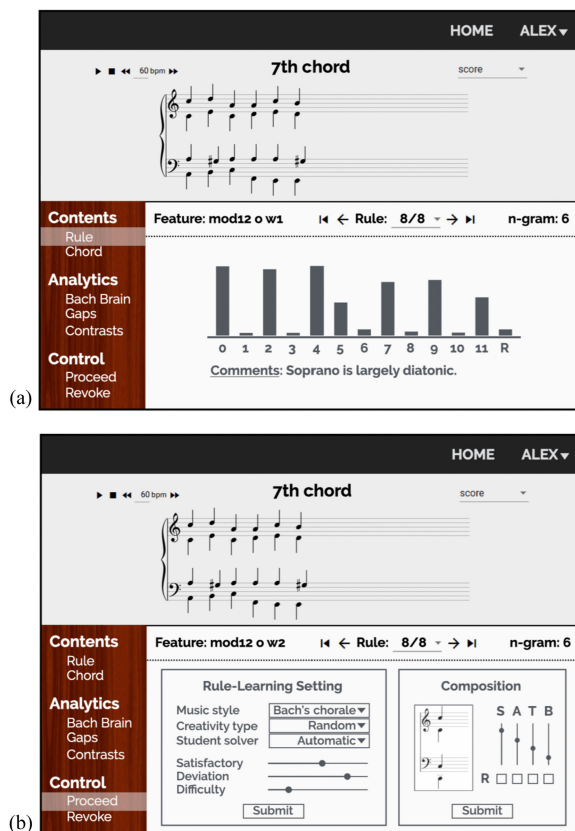 HOME ALEX
60 bpm 7th chord score
Contents Feature: mod12 o w1 Rule: 8/8 n-gram: 6
Rule
Chord
Analytics
Bach Brain
Gaps
Contrasts
Control
Proceed
Revoke
0 1 2 3 4 5 6 7 8 9 10 11 R
Comments: Soprano is largely diatonic.
(a)
HOME ALEX
60 bpm 7th chord score
Contents Feature: mod12 o w2 Rule: 8/8 n-gram: 6
Rule
Chord
Analytics
Bach Brain
Gaps
Contrasts
Control
Proceed
Revoke
Rule-Learning Setting
Music style Bach's chorale
Creativity type Random
Student solver Automatic
Satisfactory
Deviation
Difficulty
Submit
Composition
S A T B
R
Submit
(b)